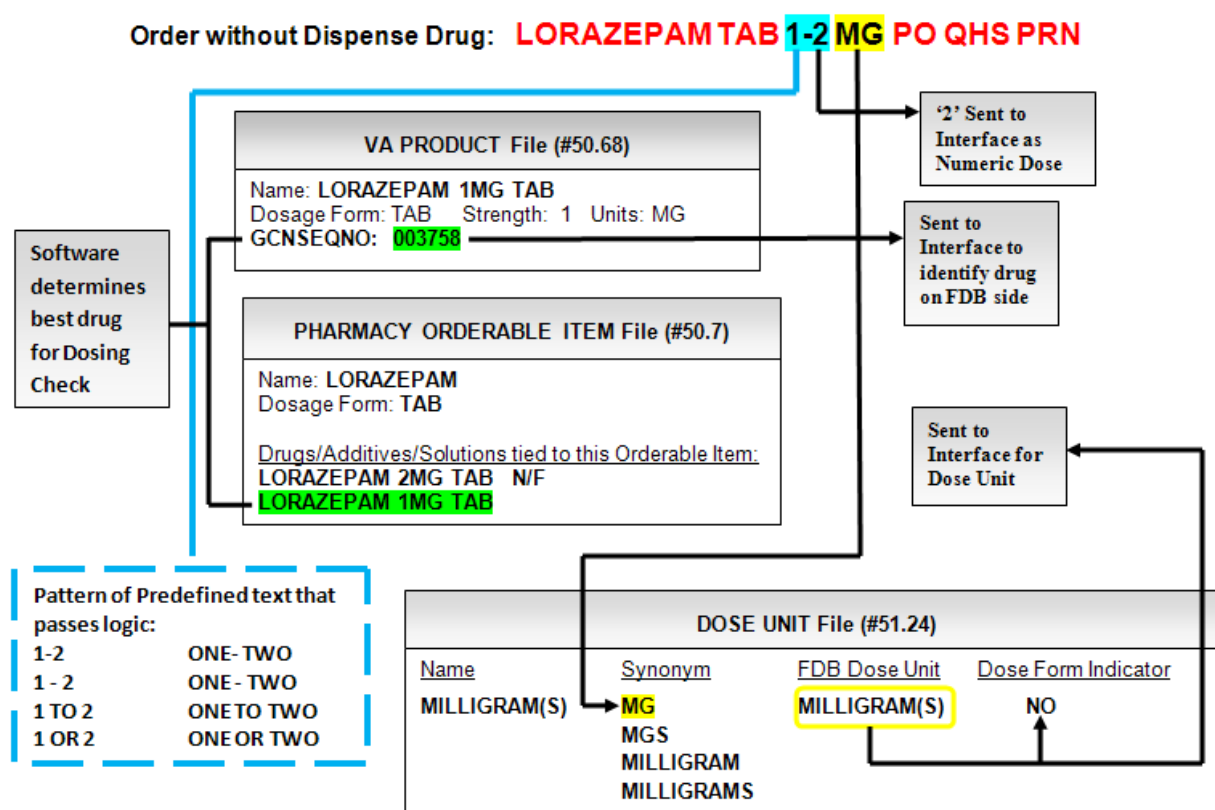 Order without Dispense Drug: LORAZEPAM TAB 1-2 MG PO QHS PRN
‘2’ Sent to
Interface as
Numeric Dose
VA PRODUCT File (#50.68)
Name: LORAZEPAM 1MG TAB
Dosage Form: TAB Strength: 1 Units: MG
GCNSEQNO: 003758
Sent to
Interface to
identify drug
on FDB side
Software
determines
best drug
for Dosing
Check
PHARMACY ORDERABLE ITEM File (#50.7)
Name: LORAZEPAM
Dosage Form: TAB
Drugs/Additives/Solutions tied to this Orderable Item:
LORAZEPAM 2MG TAB N/F
LORAZEPAM 1MG TAB
Sent to
Interface for
Dose Unit
Pattern of Predefined text that
passes logic:
1-2 ONE- TWO
1 - 2 ONE - TWO
1 TO 2 ONE TO TWO
1 OR 2 ONE OR TWO
DOSE UNIT File (#51.24)
Name Synonym FDB Dose Unit Dose Form Indicator
MILLIGRAM(S) MG MILLIGRAM(S) NO
MGS
MILLIGRAM
MILLIGRAMS